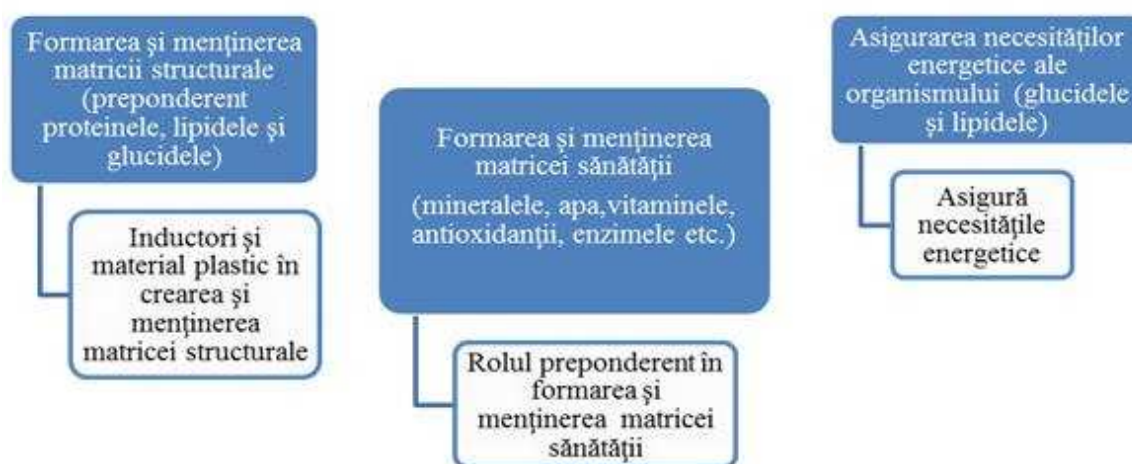 Formarea şi menţinerea
matricii structurale
(preponderent
proteinele, lipidele şi
glucidele)
Inductori şi
material plastic în
crearea şi
menţinerea
matricei structurale
Formarea şi menţinerea
matricei sănătăţii
(mineralele, apa,vitaminele,
antioxidanţii, enzimele etc.)
Rolul preponderent în
formarea şi
menţinerea matricei
sănătăţii
Asigurarea necesităţilor
energetice ale
organismului (glucidele
şi lipidele)
Asigură
necesităţile
energetice